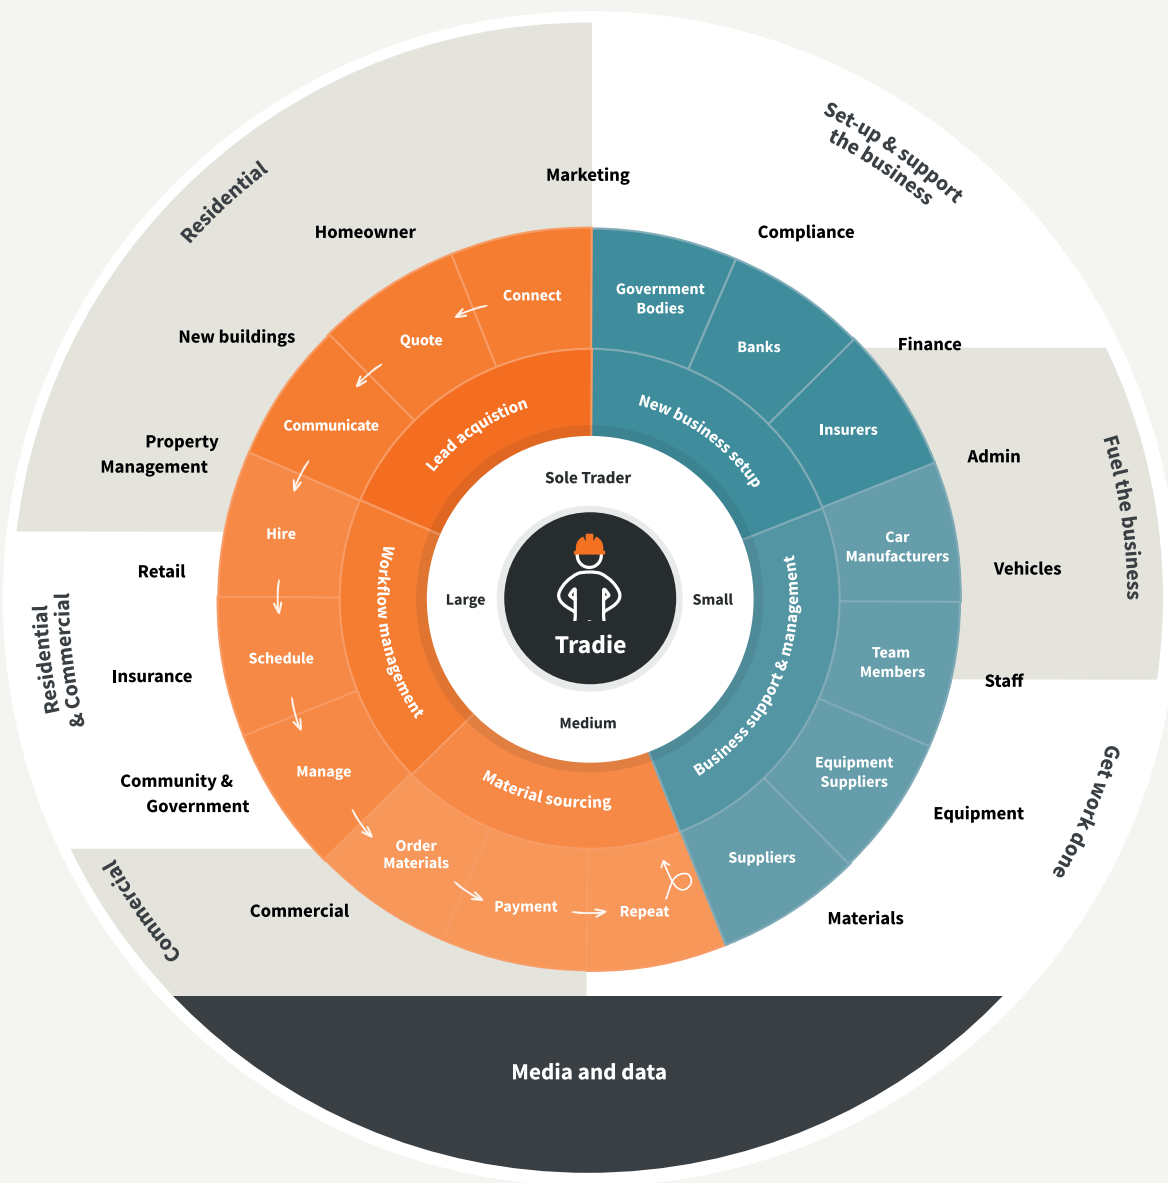 Set-up & support
the business
Residential
Marketing
Homeowner
Compliance
Connect
Government
Bodies
New buildings
Quote
Banks
Finance
Communicate
Lead acquistion
New business setup
Insurers
Property
Management
Admin
Fuel the business
Sole Trader
Hire
Car
Manufacturers
Retail
Workflow management
Large
Small
Tradie
Business support & management
Vehicles
Residential
& Commercial
Schedule
Team
Members
Insurance
Staff
Medium
Community &
Government
Manage
Material sourcing
Equipment
Suppliers
Equipment
Get work done
Order
Materials
Suppliers
Commercial
Commercial
Payment
Repeat
Materials
Media and data